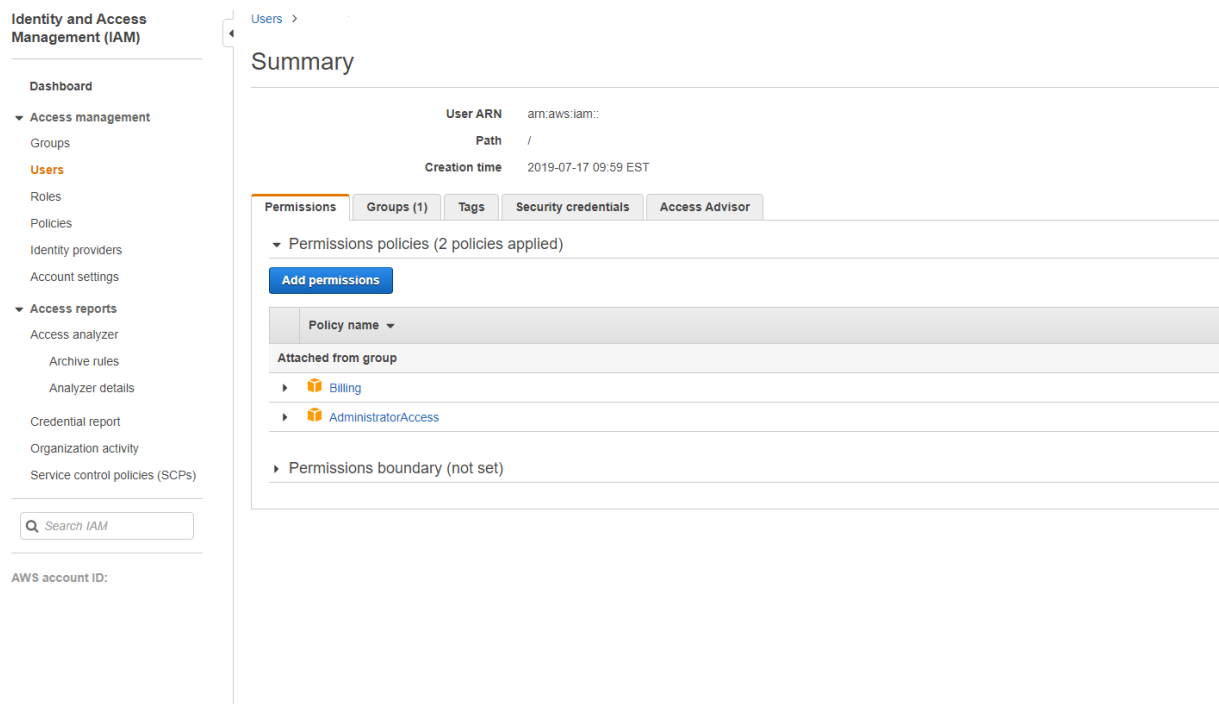 Identity and Access
Management (IAM)
Dashboard
Access management
Groups
Users
Roles
Policies
Identity providers
Account settings
Access reports
Access analyzer
Archive rules
Analyzer details
Credential report
Organization activity
Service control policies (SCPs)
Search IAM
AWS account ID:
Users >
Summary
User ARN arn:aws:iam::
Path /
Creation time 2019-07-17 09:59 EST
Permissions Groups (1) Tags Security credentials Access Advisor
Permissions policies (2 policies applied)
Add permissions
Policy name
Attached from group
Billing
AdministratorAccess
Permissions boundary (not set)